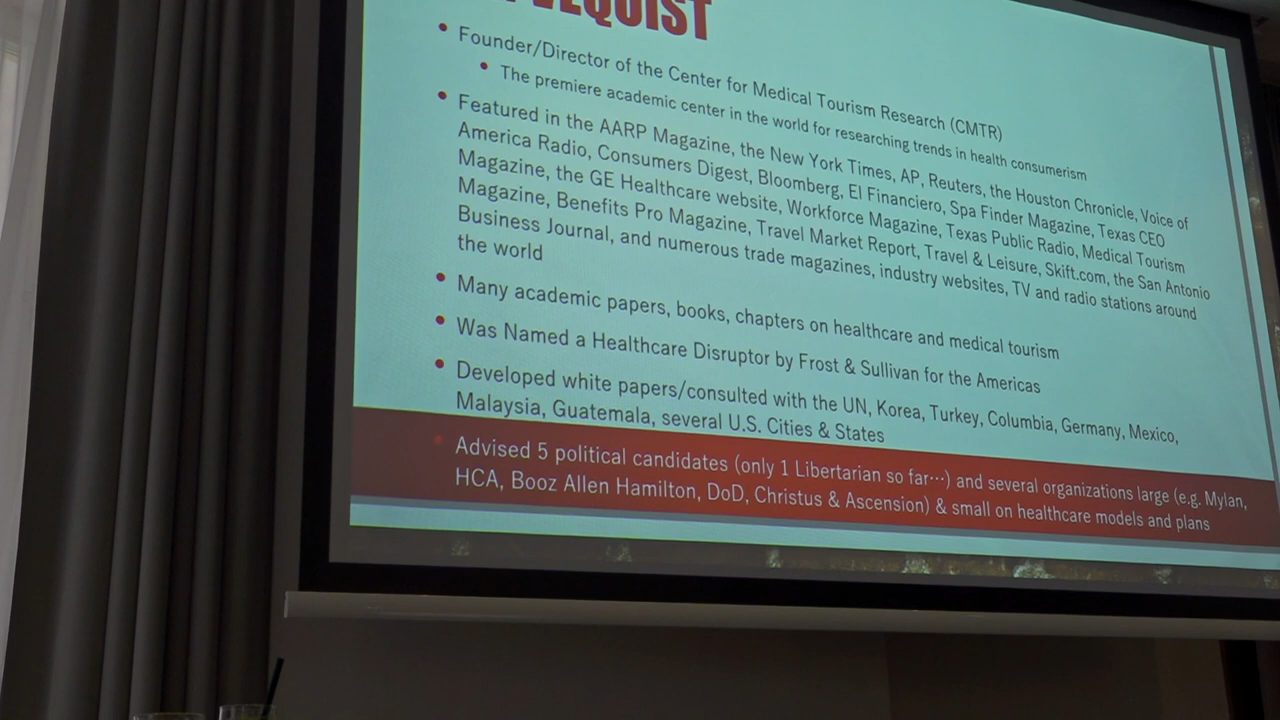 • Founder/Director of the Center for Medical Tourism Research (CMTR)
• The premiere academic center in the world for researching trends in health consumerism
• Featured in the AARP Magazine, the New York Times, AP, Reuters, the Houston Chronicle, Voice of
America Radio, Consumers Digest, Bloomberg, El Financiero, Spa Finder Magazine, Texas CEO
Magazine, the GE Healthcare website, Workforce Magazine, Texas Public Radio, Medical Tourism
Magazine, Benefits Pro Magazine, Travel Market Report, Travel & Leisure, Skift.com, the San Antonio
Business Journal, and numerous trade magazines, industry websites, TV and radio stations around
the world
• Many academic papers, books, chapters on healthcare and medical tourism
• Was Named a Healthcare Disruptor by Frost & Sullivan for the Americas
• Developed white papers/consulted with the UN, Korea, Turkey, Columbia, Germany, Mexico,
Malaysia, Guatemala, several U.S. Cities & States
• Advised 5 political candidates (only 1 Libertarian so far…) and several organizations large (e.g. Mylan,
HCA, Booz Allen Hamilton, DoD, Christus & Ascension) & small on healthcare models and plans